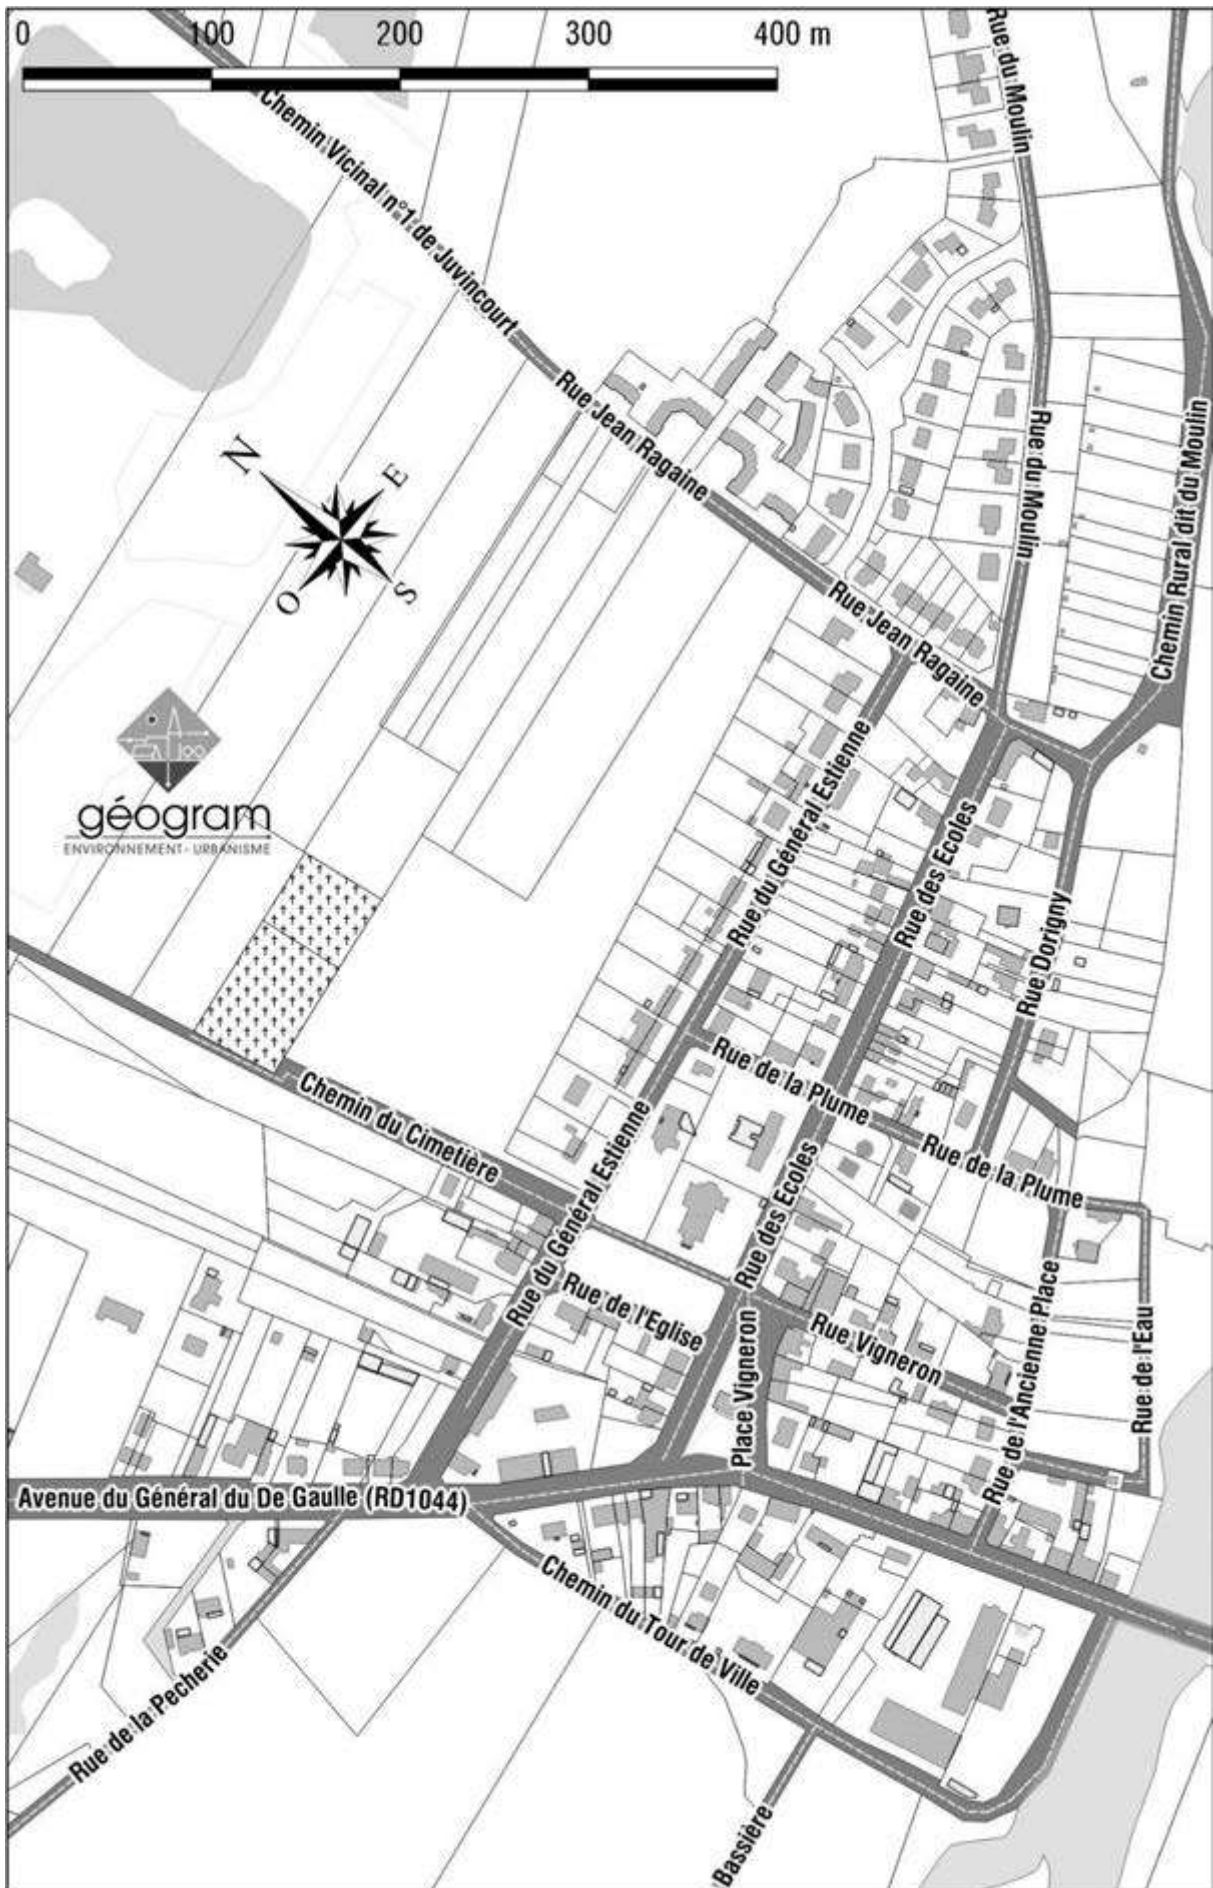 0 100 200 300 400 m
Rue du Moulin
Chemin Vicinal n°1 de Juvincourt
Rue Jean Ragaine
Rue du Moulin
Chemin Rural dit du Moulin
N
E
O
S
Rue Jean Ragaine
géogram
ENVIRONNEMENT - URBANISME
Rue du Général Estienne
Rue des Ecoles
Rue Dorigny
Rue de la Plume
Chemin du Cimetière
Rue du Général Estienne
Rue des Ecoles
Rue de la Plume
Rue de l'Eglise
Place Vigneron
Rue Vigneron
Rue de l'Ancienne Place
Rue de l'Eau
Avenue du Général du De Gaulle (RD1044)
Chemin du Tour de Ville
Rue de la Pecherie
Bassière